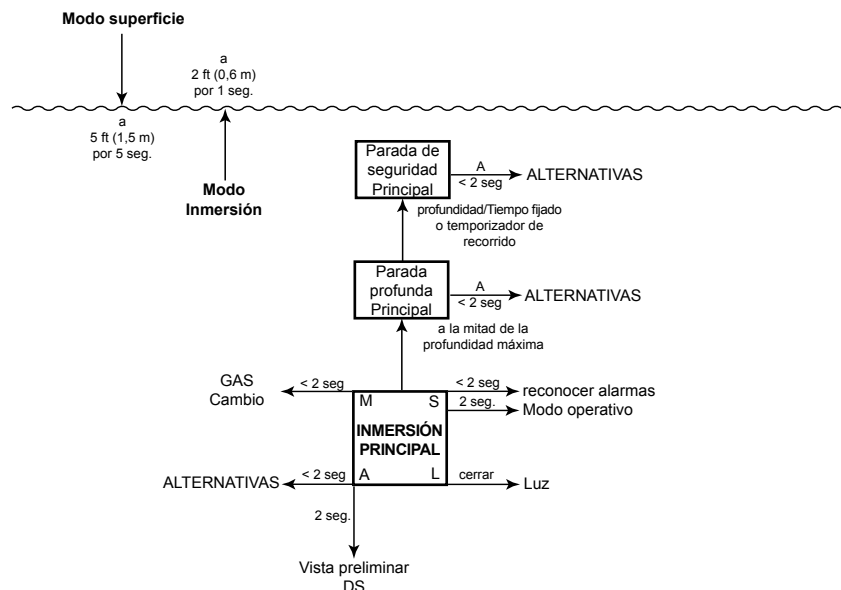 Modo superficie
a
2 ft (0,6 m)
por 1 seg.
a
5 ft (1,5 m)
por 5 seg.
Modo
Inmersión
Parada de
seguridad
Principal
A
< 2 seg
ALTERNATIVAS
profundidad/Tiempo fijado
o temporizador de
recorrido
Parada
profunda
Principal
A
< 2 seg
ALTERNATIVAS
a la mitad de la
profundidad máxima
GAS
Cambio
< 2 seg
M
S
< 2 seg
reconocer alarmas
2 seg.
Modo operativo
INMERSIÓN
PRINCIPAL
ALTERNATIVAS
< 2 seg
A
L
cerrar
Luz
2 seg.
Vista preliminar
DS